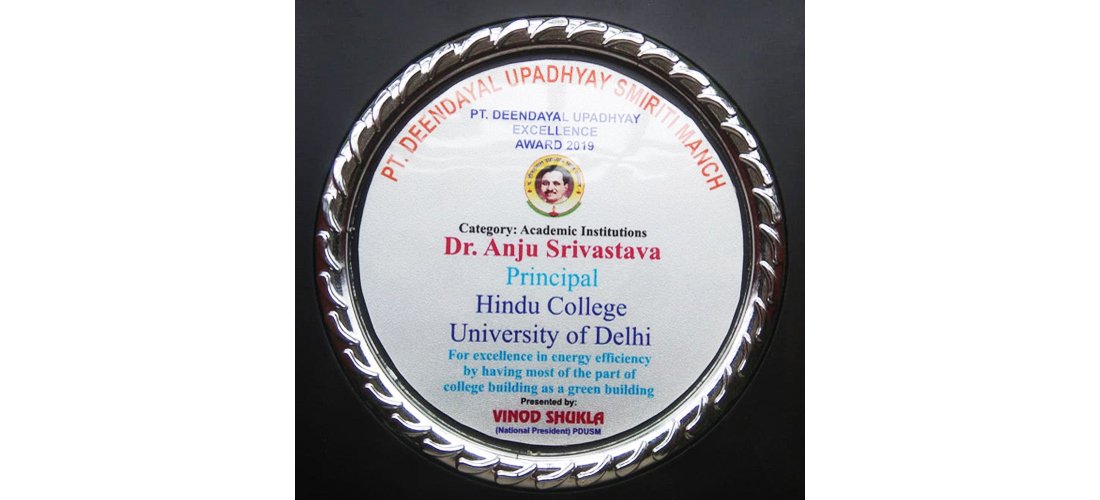 PT. DEENDAYAL UPADHYAY SMIRITI MANCH
PT. DEENDAYAL UPADHYAY
EXCELLENCE
AWARD 2019
Category: Academic Institutions
Dr. Anju Srivastava
Principal
Hindu College
University of Delhi
For excellence in energy efficiency
by having most of the part of
college building as a green building
Presented by:
VINOD SHUKLA
(National President) PDUSM